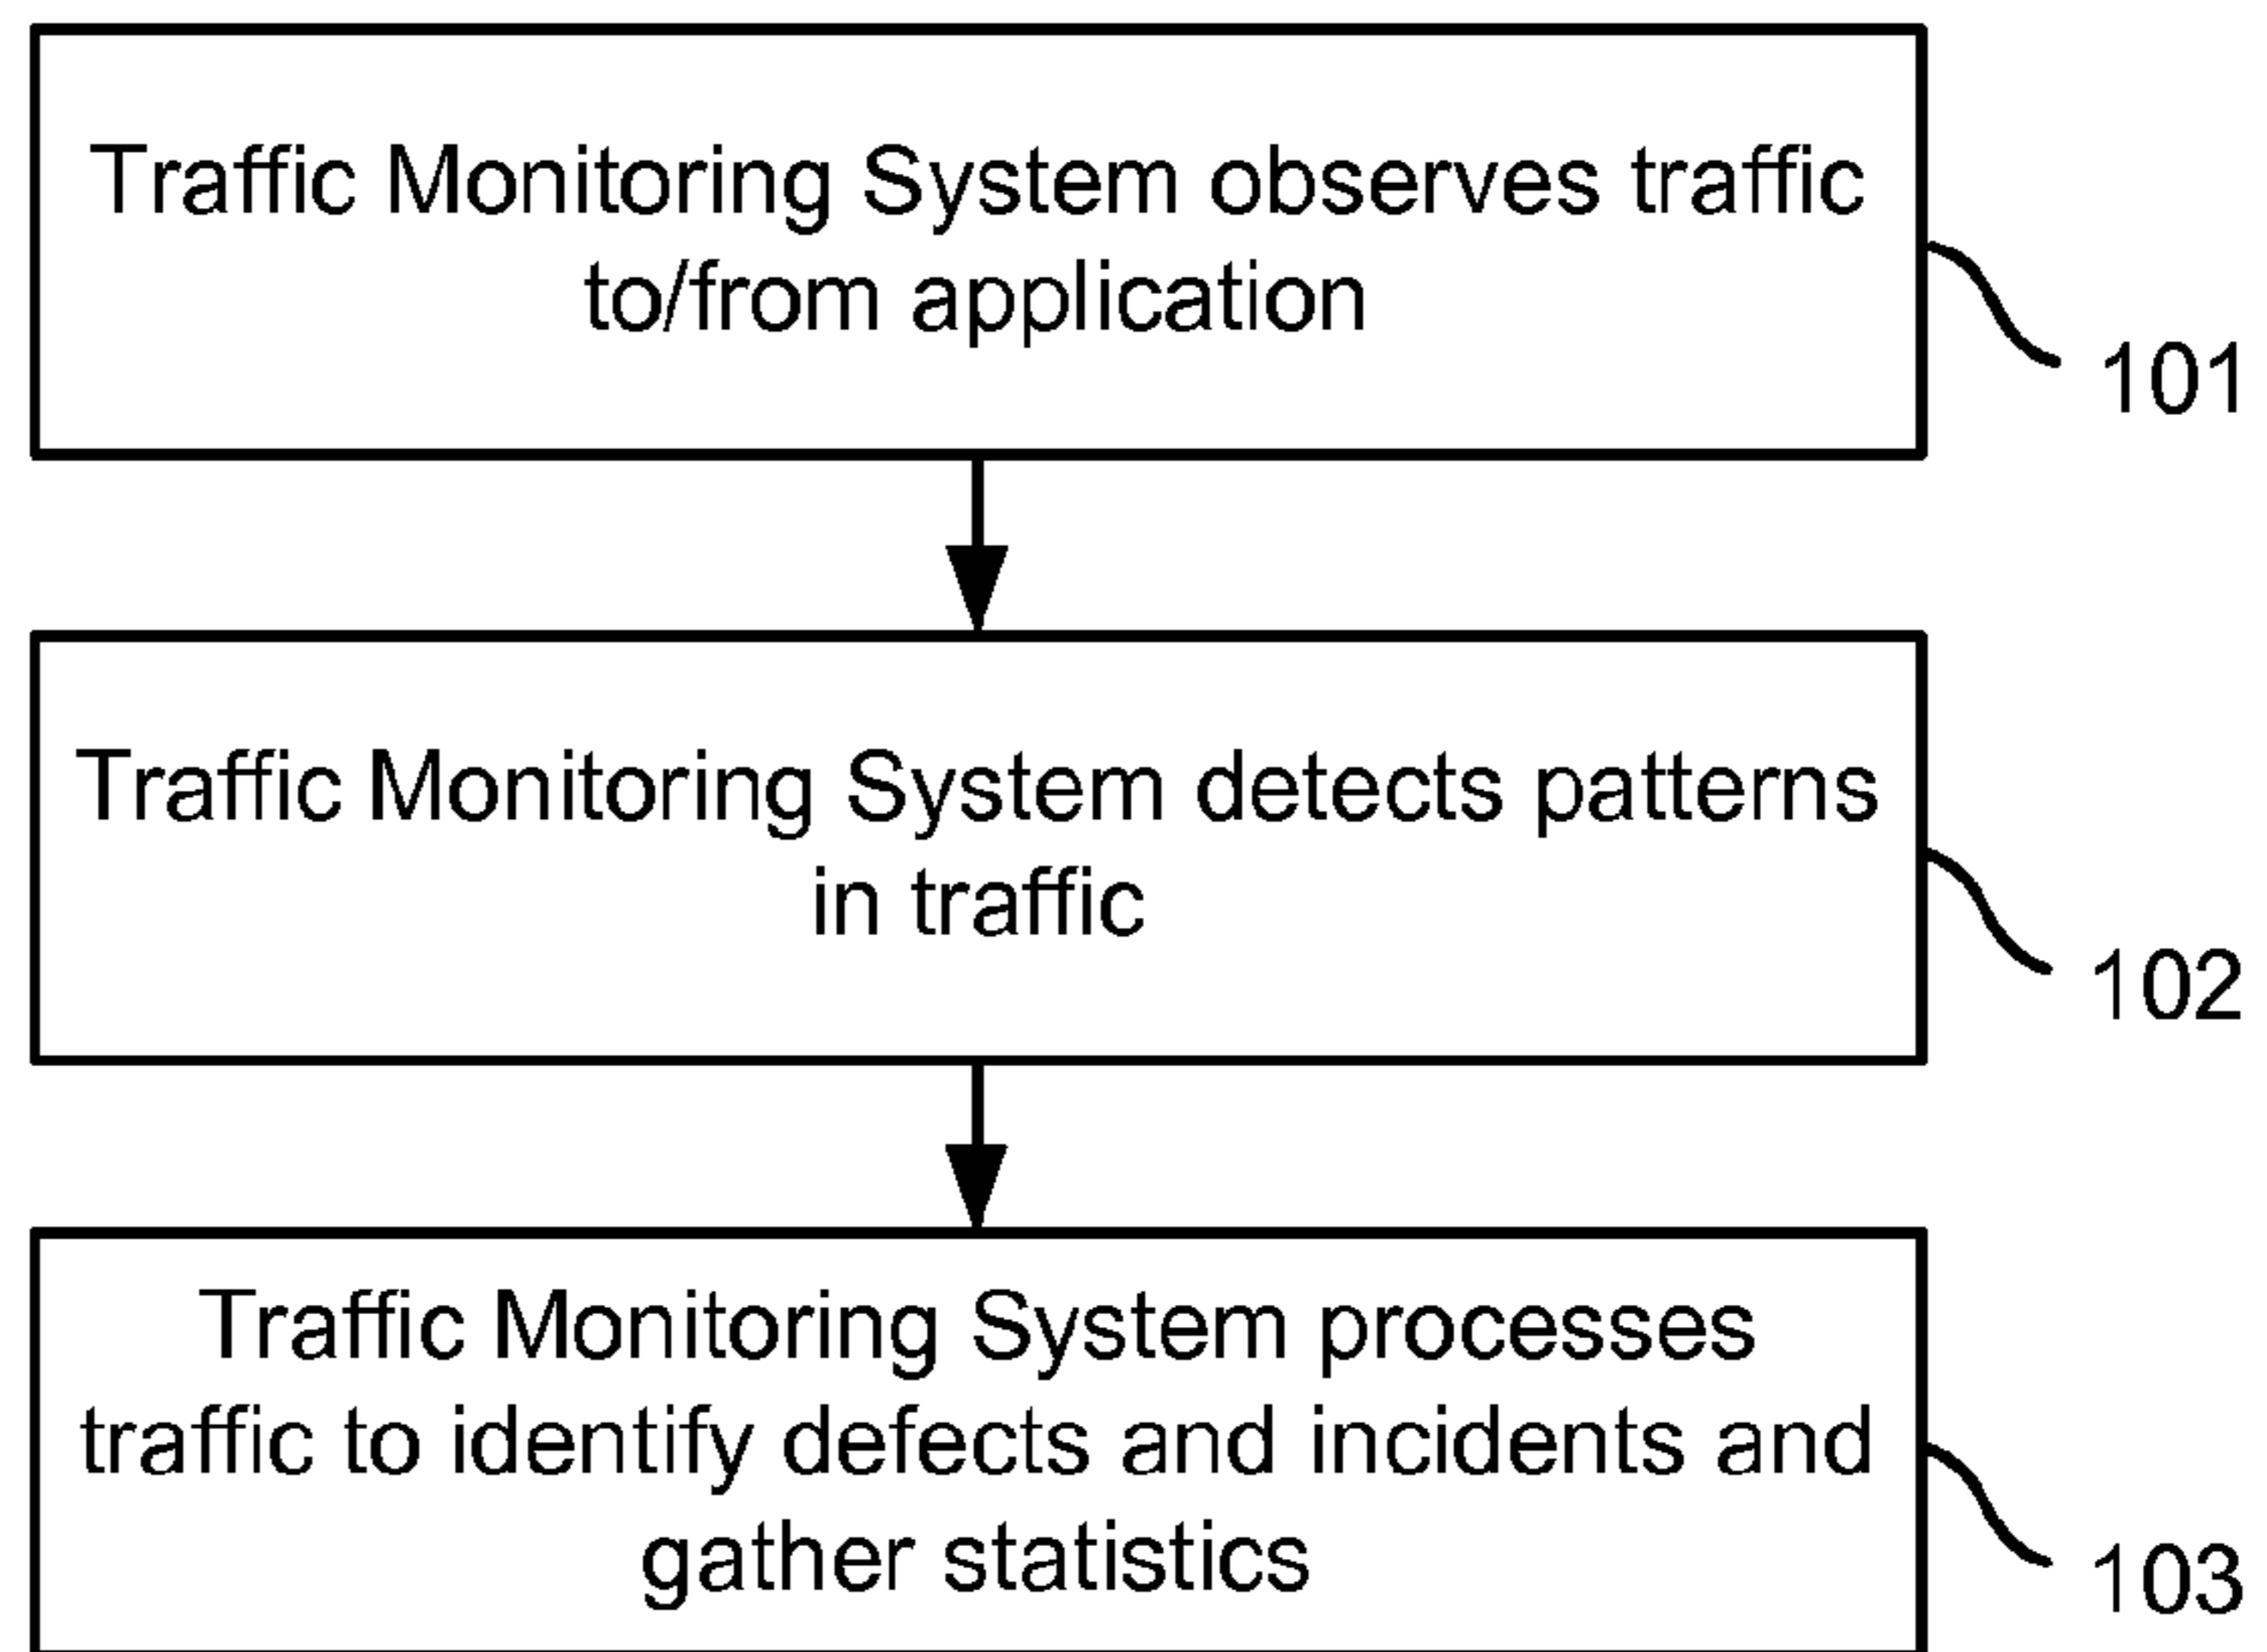 Traffic Monitoring System observes traffic
to/from application
101
Traffic Monitoring System detects patterns
in traffic
102
Traffic Monitoring System processes
traffic to identify defects and incidents and
gather statistics
103